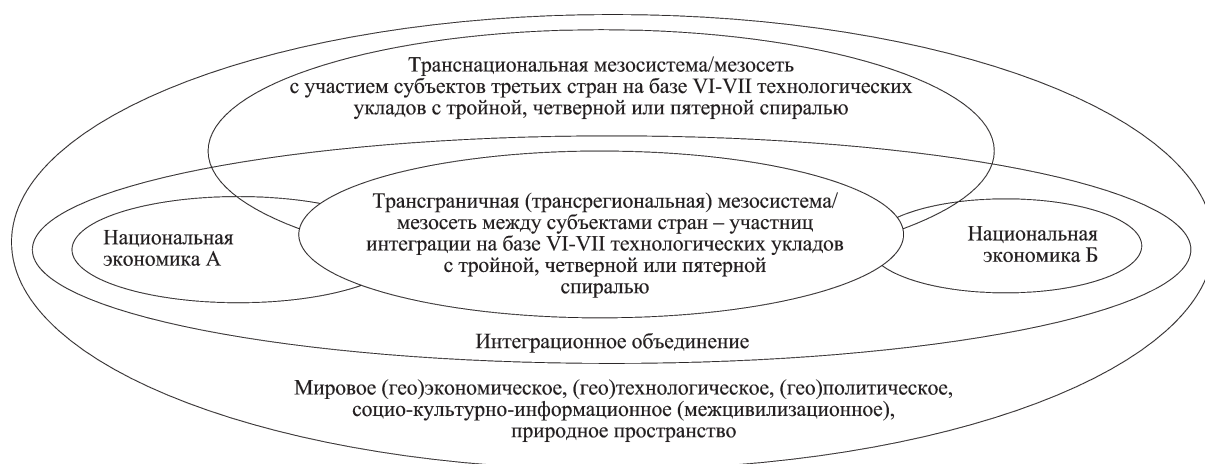 Транснациональная мезосистема/мезосеть
с участием субъектов третьих стран на базе VI-VII технологических
укладов с тройной, четверной или пятерной спиралью
Трансграничная (трансрегиональная) мезосистема/
мезосеть между субъектами стран – участниц
интеграции на базе VI-VII технологических укладов
с тройной, четверной или пятерной
спиралью
Национальная
экономика А
Национальная
экономика Б
Интеграционное объединение
Мировое (гео)экономическое, (гео)технологическое, (гео)политическое,
социо-культурно-информационное (межцивилизационное),
природное пространство